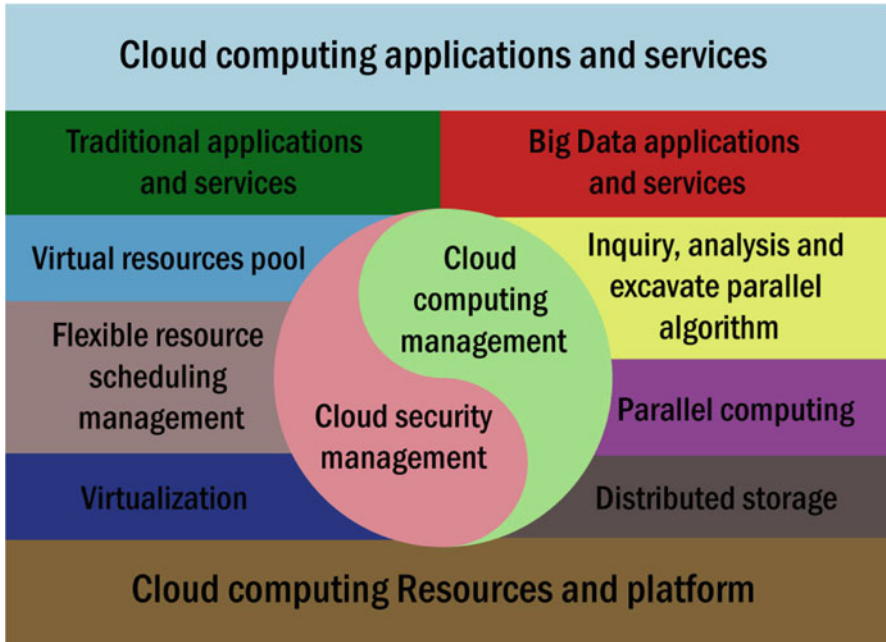 Cloud computing applications and services
Traditional applications
and services
Big Data applications
and services
Virtual resources pool
Flexible resource
scheduling
management
Virtualization
Cloud
computing
management
Cloud security
management
Inquiry, analysis and
excavate parallel
algorithm
Parallel computing
Distributed storage
Cloud computing Resources and platform